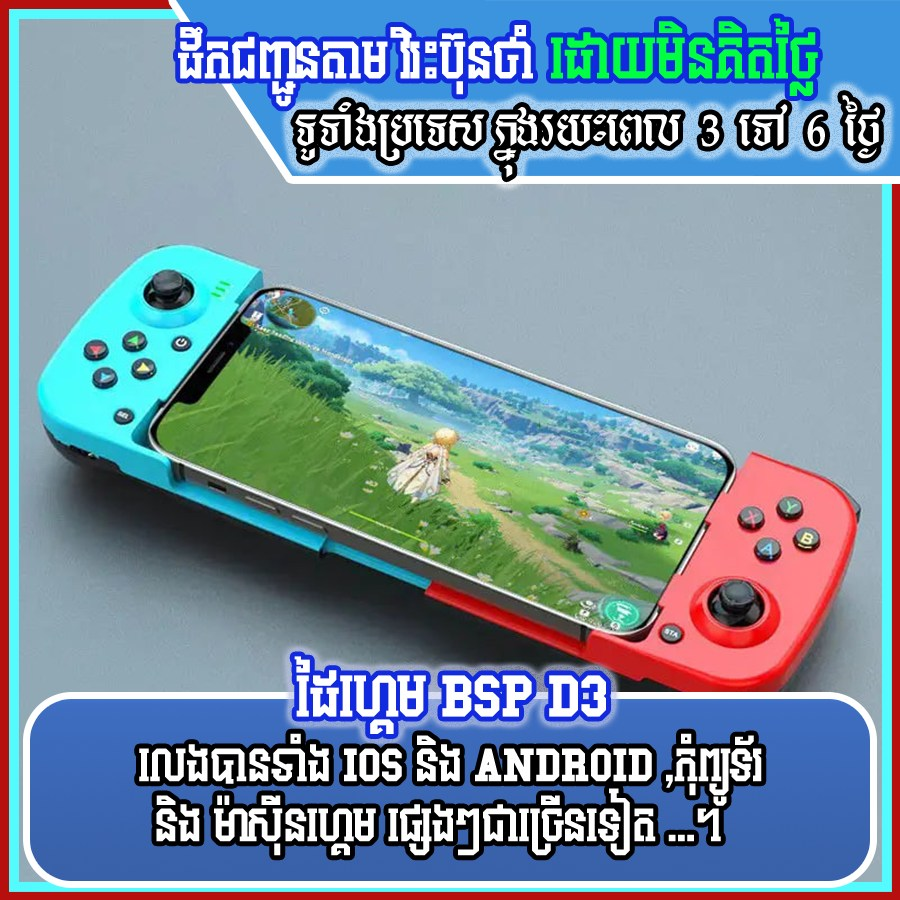 ដឹកជញ្ជូនតាម វិះប៊ុនថាំ ដោយមិនគិតថ្លៃ
ទូទាំងប្រទេស ក្នុងរយះពេល 3 ទៅ 6 ថ្ងៃ
SEL
X
Y
A
B
STA
ដៃហ្គេម BSP D3
លេងបានទាំង IOS និង ANDROID ,កុំព្យូទ័រ
និង ម៉ាស៊ីនហ្គេម ផ្សេងៗជាច្រើនទៀត ...។